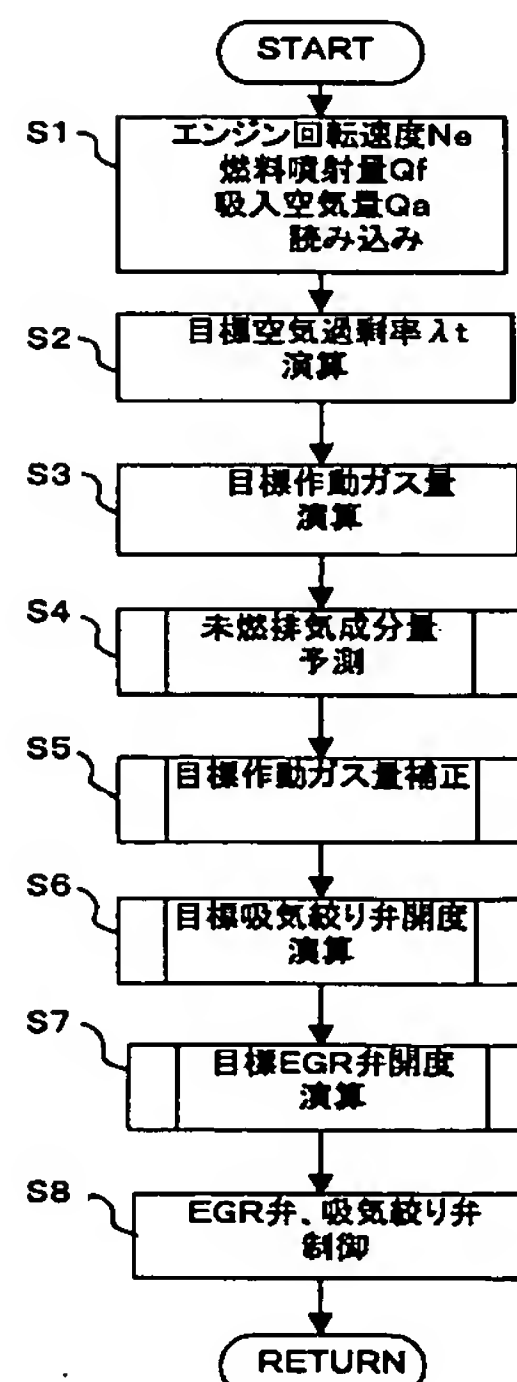 START
S1
エンジン回転速度Ne
燃料噴射量Qf
吸入空気量Qa
読み込み
S2
目標空気過剰率λt
演算
S3
目標作動ガス量
演算
S4
未燃排気成分量
予測
S5
目標作動ガス量補正
S6
目標吸気絞り弁開度
演算
S7
目標EGR弁開度
演算
S8
EGR弁、吸気絞り弁
制御
RETURN